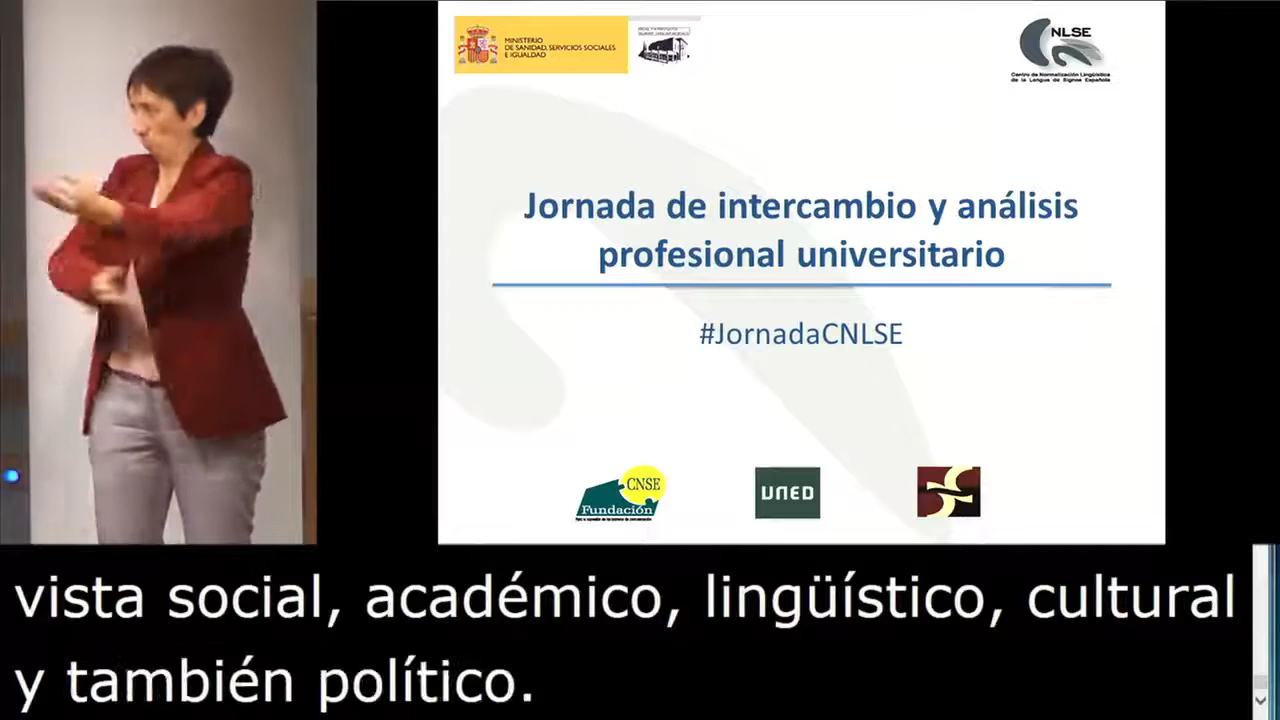 MINISTERIO
DE SANIDAD, SERVICIOS SOCIALES
E IGUALDAD
CNLSE
Centro de Normalización Lingüística
de la Lengua de Signos Española
Jornada de intercambio y análisis
profesional universitario
#JornadaCNLSE
CNSE
Fundación
UNED
vista social, académico, lingüístico, cultural
y también político.